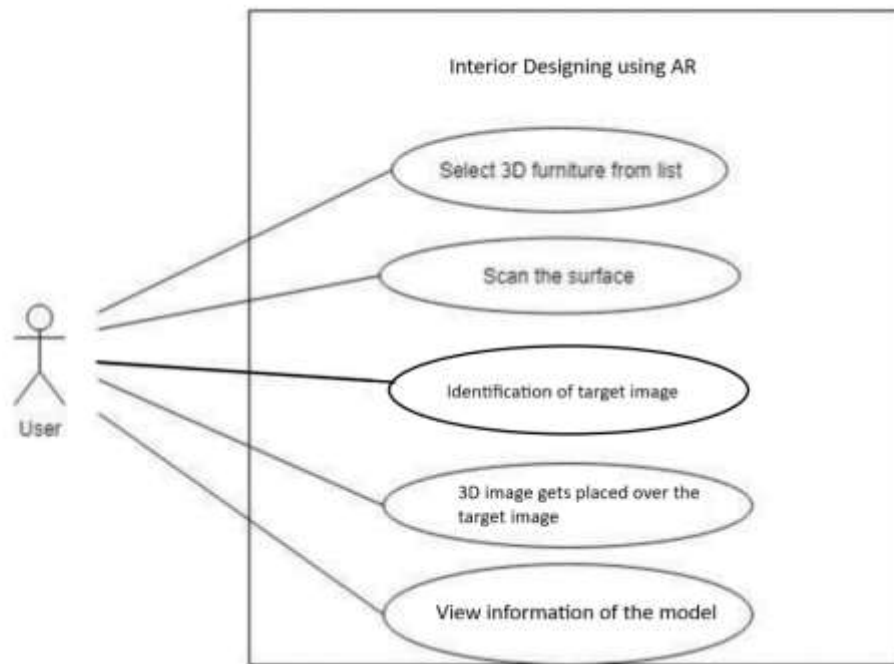 Interior Designing using AR
Select 3D furniture from list
Scan the surface
Identification of target image
User
3D image gets placed over the
target image
View information of the model